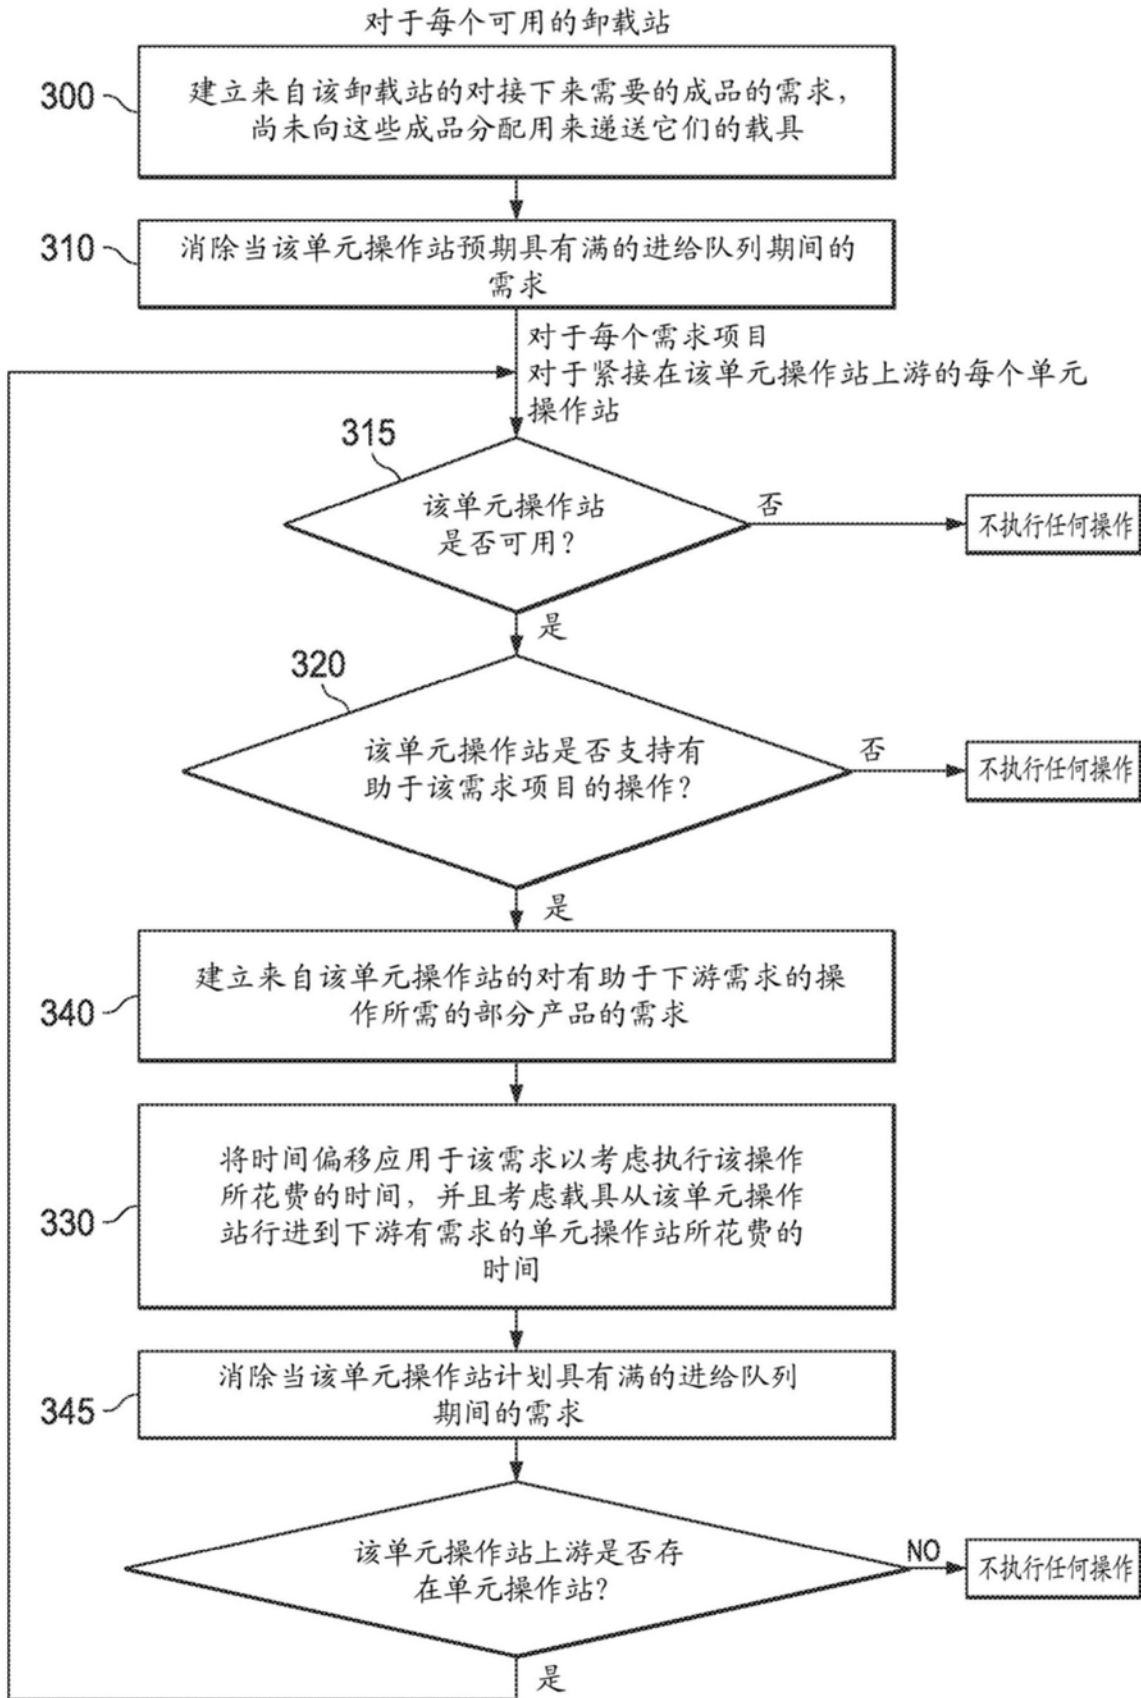 对于每个可用的卸载站
300
建立来自该卸载站的对接下来需要的成品的需求，
尚未向这些成品分配用来递送它们的载具
310
消除当该单元操作站预期具有满的进给队列期间的
需求
对于每个需求项目
对于紧接在该单元操作站上游的每个单元
操作站
315
该单元操作站
是否可用？
否
不执行任何操作
是
320
该单元操作站是否支持有
助于该需求项目的操作？
否
不执行任何操作
是
340
建立来自该单元操作站的对有助于下游需求的操
作所需的部分产品的需求
330
将时间偏移应用于该需求以考虑执行该操作
所花费的时间，并且考虑载具从该单元操作
站行进到下游有需求的单元操作站所花费的
时间
345
消除当该单元操作站计划具有满的进给队列
期间的需求
该单元操作站上游是否存
在单元操作站？
NO
不执行任何操作
是